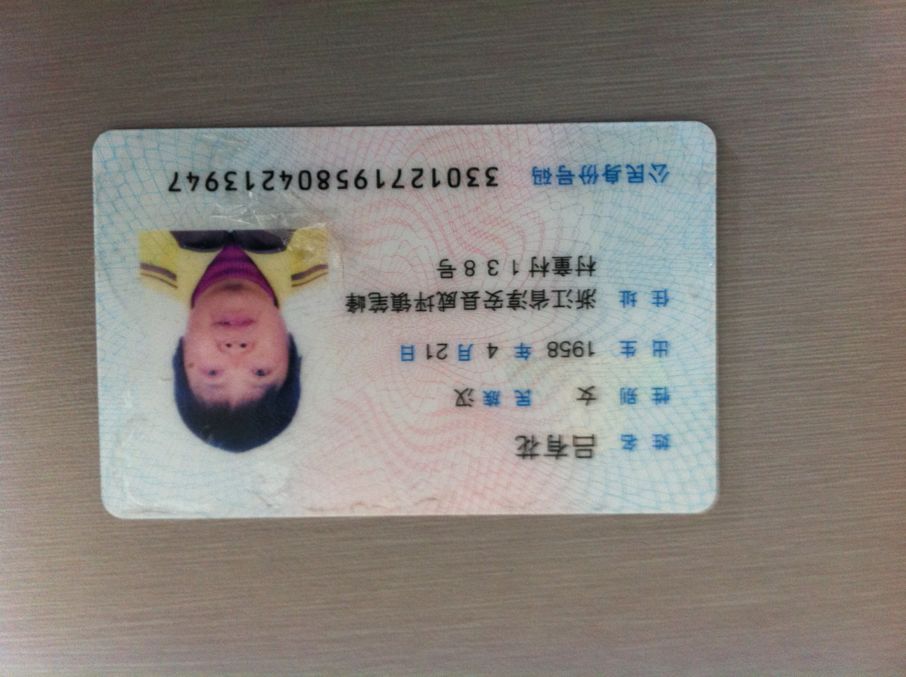 姓名 吕有花
性别 女 民族 汉
出生 1958 年 4 月 21 日
住址 浙江省淳安县威坪镇笔峰
村童村138号
公民身份号码 330127195804213947